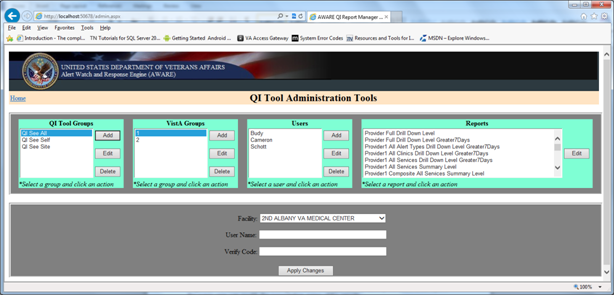 http://localhost:50878/admin.aspx
AWARE QI Report Manager ...
File Edit View Favorites Tools Help
Introduction - The compl... TN Tutorials for SQL Server 20... Getting Started Android ... VA Access Gateway System Error Codes Resources and Tools for I... MSDN – Explore Windows...
UNITED STATES DEPARTMENT OF VETERANS AFFAIRS
Alert Watch and Response Engine (AWARE)
Home
QI Tool Administration Tools
QI Tool Groups
QI See All
QI See Self
QI See Site
Add
Edit
Delete
*Select a group and click an action
VistA Groups
1
2
Add
Edit
Delete
*Select a group and click an action
Users
Budy
Cameron
Schott
Add
Edit
Delete
*Select a user and click an action
Reports
Provider Full Drill Down Level
Provider Full Drill Down Level Greater7Days
Provider1 All Alert Types Drill Down Level Greater7Days
Provider1 All Clinics Drill Down Level Greater7Days
Provider1 All Services Drill Down Level Greater7Days
Provider1 All Services Summary Level
Provider1 Composite All Services Summary Level
Edit
*Select a report and click an action
Facility: 2ND ALBANY VA MEDICAL CENTER
User Name:
Verify Code:
Apply Changes
100%